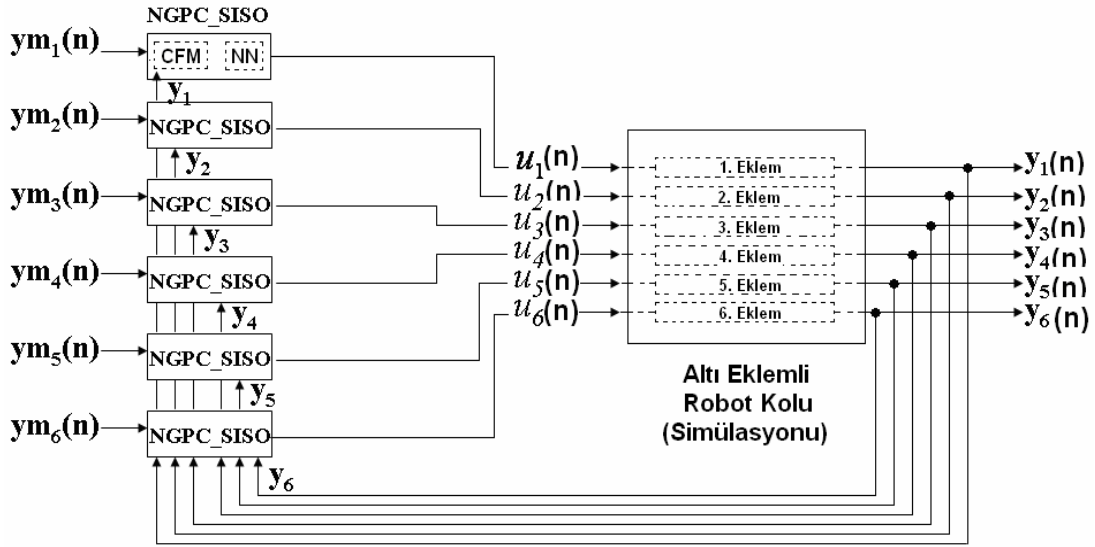 NGPC_SISO
ym1(n)
CFM NN
y1
ym2(n)
NGPC_SISO
y2
ym3(n)
NGPC_SISO
y3
ym4(n)
NGPC_SISO
y4
ym5(n)
NGPC_SISO
y5
ym6(n)
NGPC_SISO
y6
u1(n)
u2(n)
u3(n)
u4(n)
u5(n)
u6(n)
1. Eklem
2. Eklem
3. Eklem
4. Eklem
5. Eklem
6. Eklem
Altı Eklemli
Robot Kolu
(Simülasyonu)
y1(n)
y2(n)
y3(n)
y4(n)
y5(n)
y6(n)